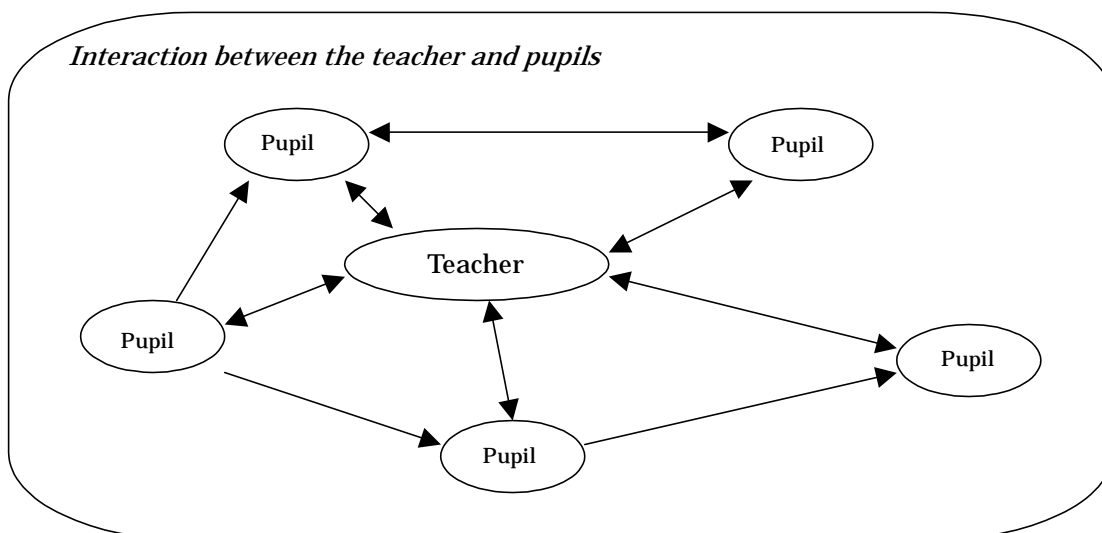 Interaction between the teacher and pupils
Pupil
Pupil
Teacher
Pupil
Pupil
Pupil